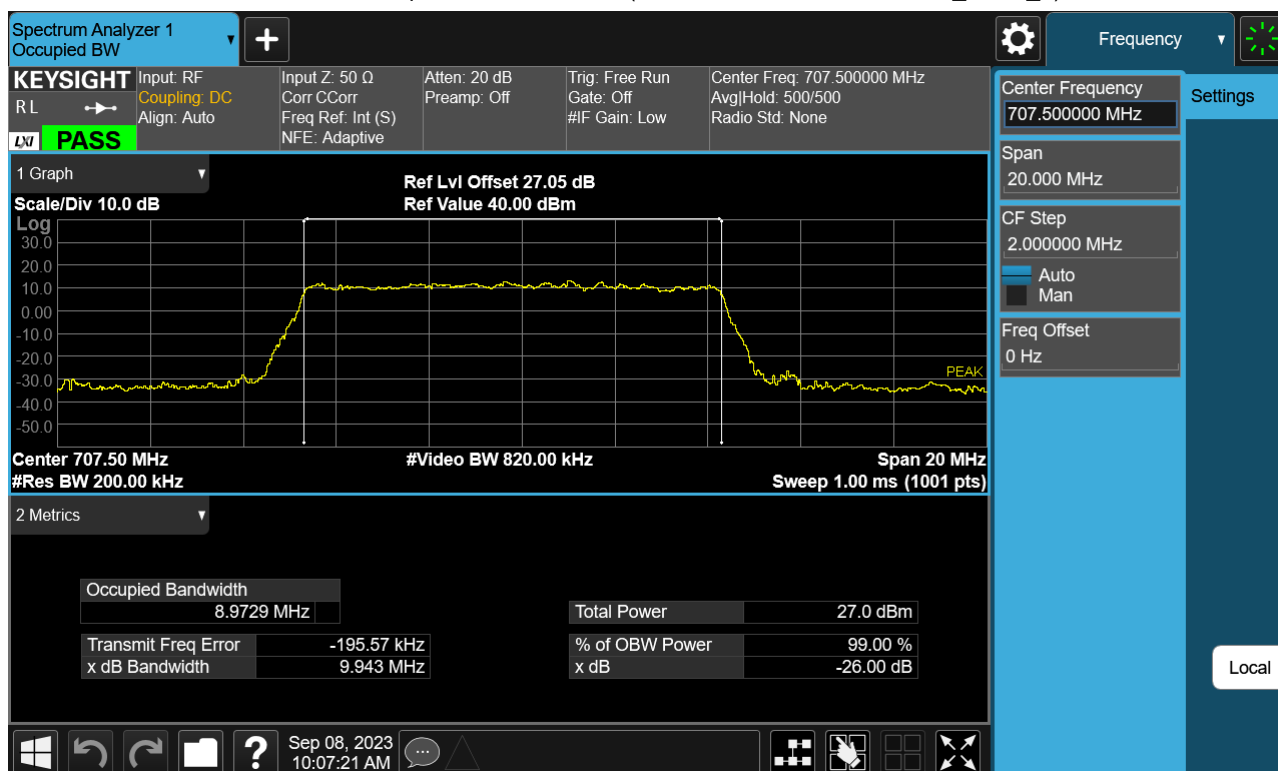 Spectrum Analyzer 1
Occupied BW
Frequency
KEYSIGHT
R L
LXI PASS
Input: RF
Coupling: DC
Align: Auto
Input Z: 50 Ω
Corr CCorr
Freq Ref: Int (S)
NFE: Adaptive
Atten: 20 dB
Preamp: Off
Trig: Free Run
Gate: Off
#IF Gain: Low
Center Freq: 707.500000 MHz
Avg|Hold: 500/500
Radio Std: None
1 Graph
Scale/Div 10.0 dB
Ref Lvl Offset 27.05 dB
Ref Value 40.00 dBm
Log
30.0
20.0
10.0
0.00
-10.0
-20.0
-30.0
-40.0
-50.0
PEAK
Center 707.50 MHz
#Video BW 820.00 kHz
Span 20 MHz
#Res BW 200.00 kHz
Sweep 1.00 ms (1001 pts)
2 Metrics
Occupied Bandwidth
8.9729 MHz
Total Power 27.0 dBm
Transmit Freq Error -195.57 kHz
% of OBW Power 99.00 %
x dB Bandwidth 9.943 MHz
x dB -26.00 dB
Center Frequency
707.500000 MHz
Settings
Span
20.000 MHz
CF Step
2.000000 MHz
Auto
Man
Freq Offset
0 Hz
Local
?
Sep 08, 2023
10:07:21 AM